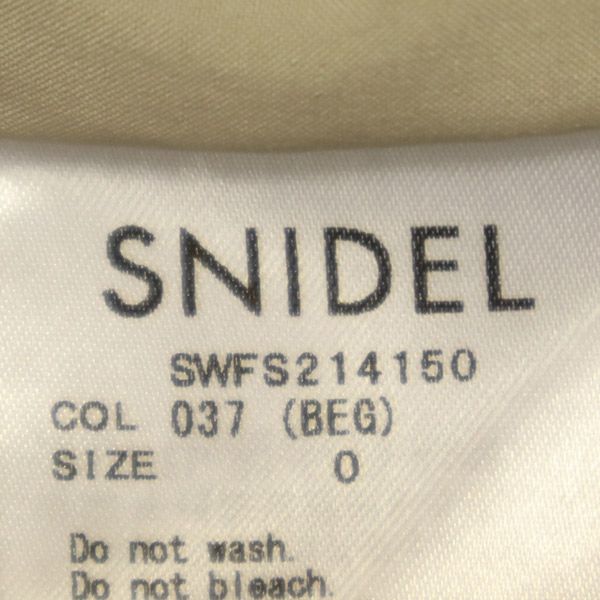 SNIDEL
SWFS214150
COL 037 (BEG)
SIZE 0
Do not wash.
Do not bleach.